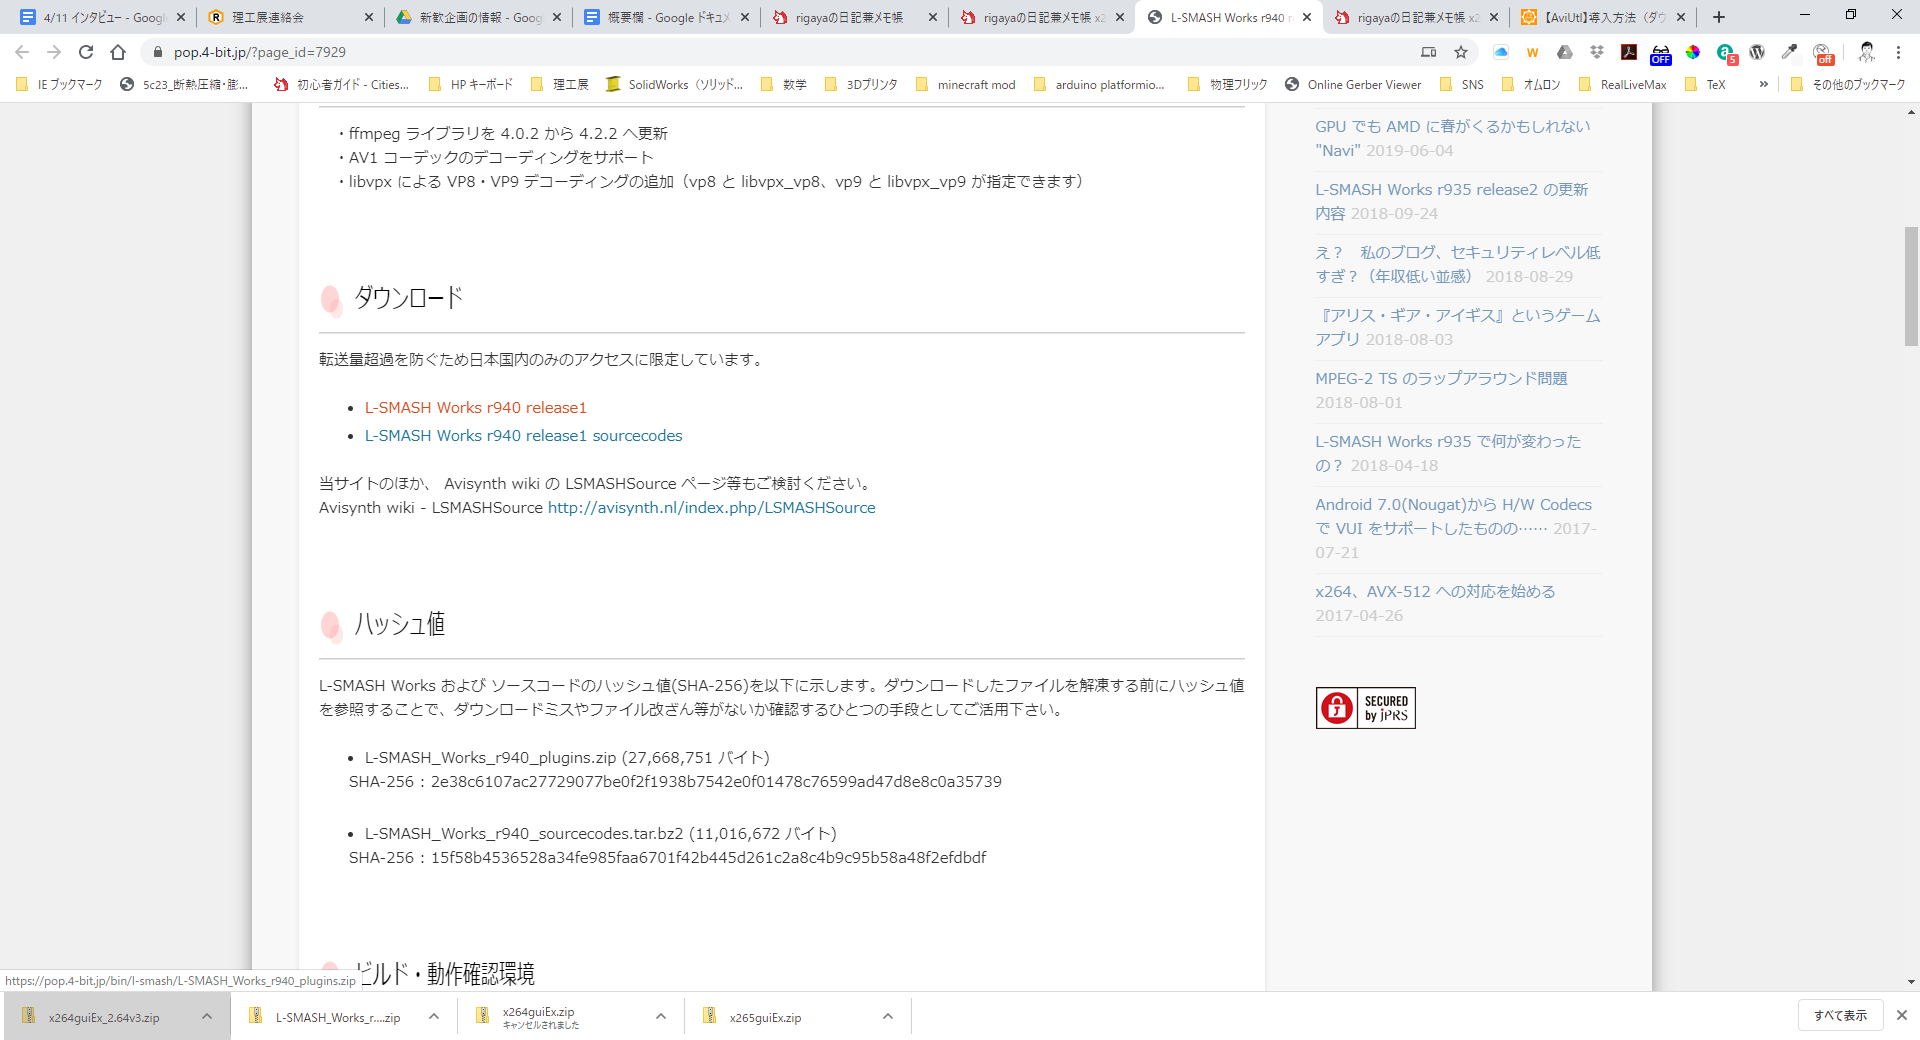 4/11 インタビュー - Googl
理工展連絡会
新歓企画の情報 - Goog
概要欄 - Google ドキュメ
rigayaの日記兼メモ帳
rigayaの日記兼メモ帳 x2
L-SMASH Works r940 r
rigayaの日記兼メモ帳 x2
【AviUtl】導入方法（ダウ
pop.4-bit.jp/?page_id=7929
OFF
5
off
IE ブックマーク
5c23_断熱圧縮・膨...
初心者ガイド - Cities...
HP キーボード
理工展
SolidWorks（ソリッド...
数学
3Dプリンタ
minecraft mod
arduino platformio...
物理フリック
Online Gerber Viewer
SNS
オムロン
RealLiveMax
TeX
»
その他のブックマーク
・ffmpeg ライブラリを 4.0.2 から 4.2.2 へ更新
・AV1 コーデックのデコーディングをサポート
・libvpx による VP8・VP9 デコーディングの追加（vp8 と libvpx_vp8、vp9 と libvpx_vp9 が指定できます）
ダウンロード
転送量超過を防ぐため日本国内のみのアクセスに限定しています。
• L-SMASH Works r940 release1
• L-SMASH Works r940 release1 sourcecodes
当サイトのほか、 Avisynth wiki の LSMASHSource ページ等もご検討ください。
Avisynth wiki - LSMASHSource http://avisynth.nl/index.php/LSMASHSource
ハッシュ値
L-SMASH Works および ソースコードのハッシュ値(SHA-256)を以下に示します。ダウンロードしたファイルを解凍する前にハッシュ値
を参照することで、ダウンロードミスやファイル改ざん等がないか確認するひとつの手段としてご活用下さい。
• L-SMASH_Works_r940_plugins.zip (27,668,751 バイト)
SHA-256 : 2e38c6107ac27729077be0f2f1938b7542e0f01478c76599ad47d8e8c0a35739
• L-SMASH_Works_r940_sourcecodes.tar.bz2 (11,016,672 バイト)
SHA-256 : 15f58b4536528a34fe985faa6701f42b445d261c2a8c4b9c95b58a48f2efdbdf
ビルド・動作確認環境
GPU でも AMD に春がくるかもしれない
"Navi" 2019-06-04
L-SMASH Works r935 release2 の更新
内容 2018-09-24
え？　私のブログ、セキュリティレベル低
すぎ？（年収低い並感） 2018-08-29
『アリス・ギア・アイギス』というゲーム
アプリ 2018-08-03
MPEG-2 TS のラップアラウンド問題
2018-08-01
L-SMASH Works r935 で何が変わった
の？ 2018-04-18
Android 7.0(Nougat)から H/W Codecs
で VUI をサポートしたものの…… 2017-
07-21
x264、AVX-512 への対応を始める
2017-04-26
SECURED
by JPRS
https://pop.4-bit.jp/bin/l-smash/L-SMASH_Works_r940_plugins.zip
x264guiEx_2.64v3.zip
L-SMASH_Works_r....zip
x264guiEx.zip
キャンセルされました
x265guiEx.zip
すべて表示